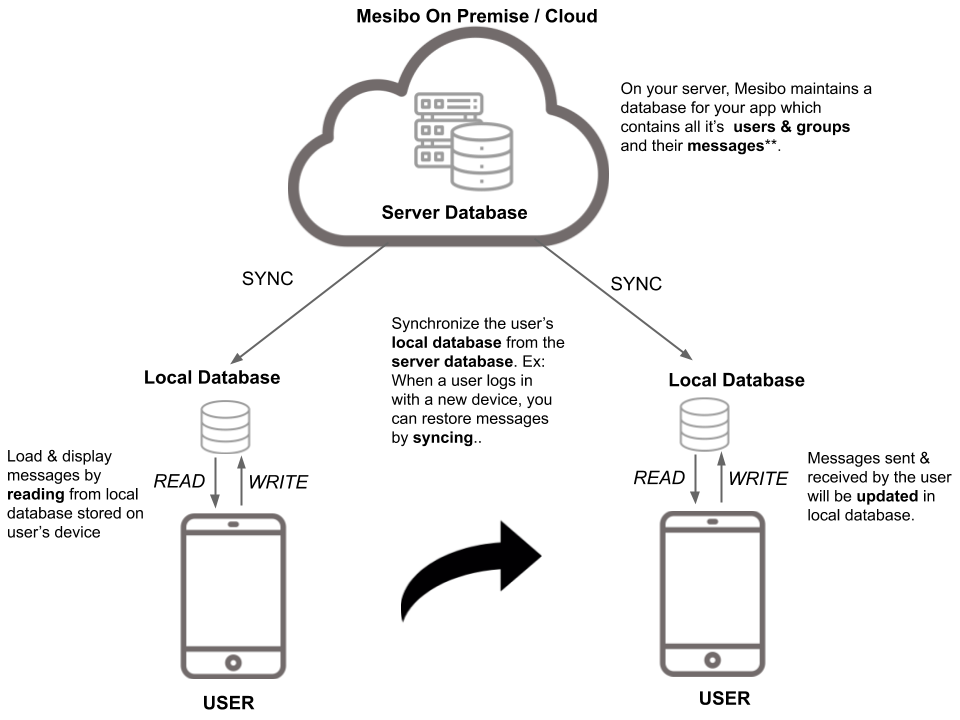 Mesibo On Premise / Cloud
On your server, Mesibo maintains a
database for your app which
contains all it's users & groups
and their messages**.
Server Database
SYNC
SYNC
Synchronize the user's
local database from the
server database. Ex:
When a user logs in
with a new device, you
can restore messages
by syncing..
Local Database
Local Database
Load & display
messages by
reading from local
database stored on
user's device
READ
WRITE
READ
WRITE
Messages sent &
received by the user
will be updated in
local database.
USER
USER